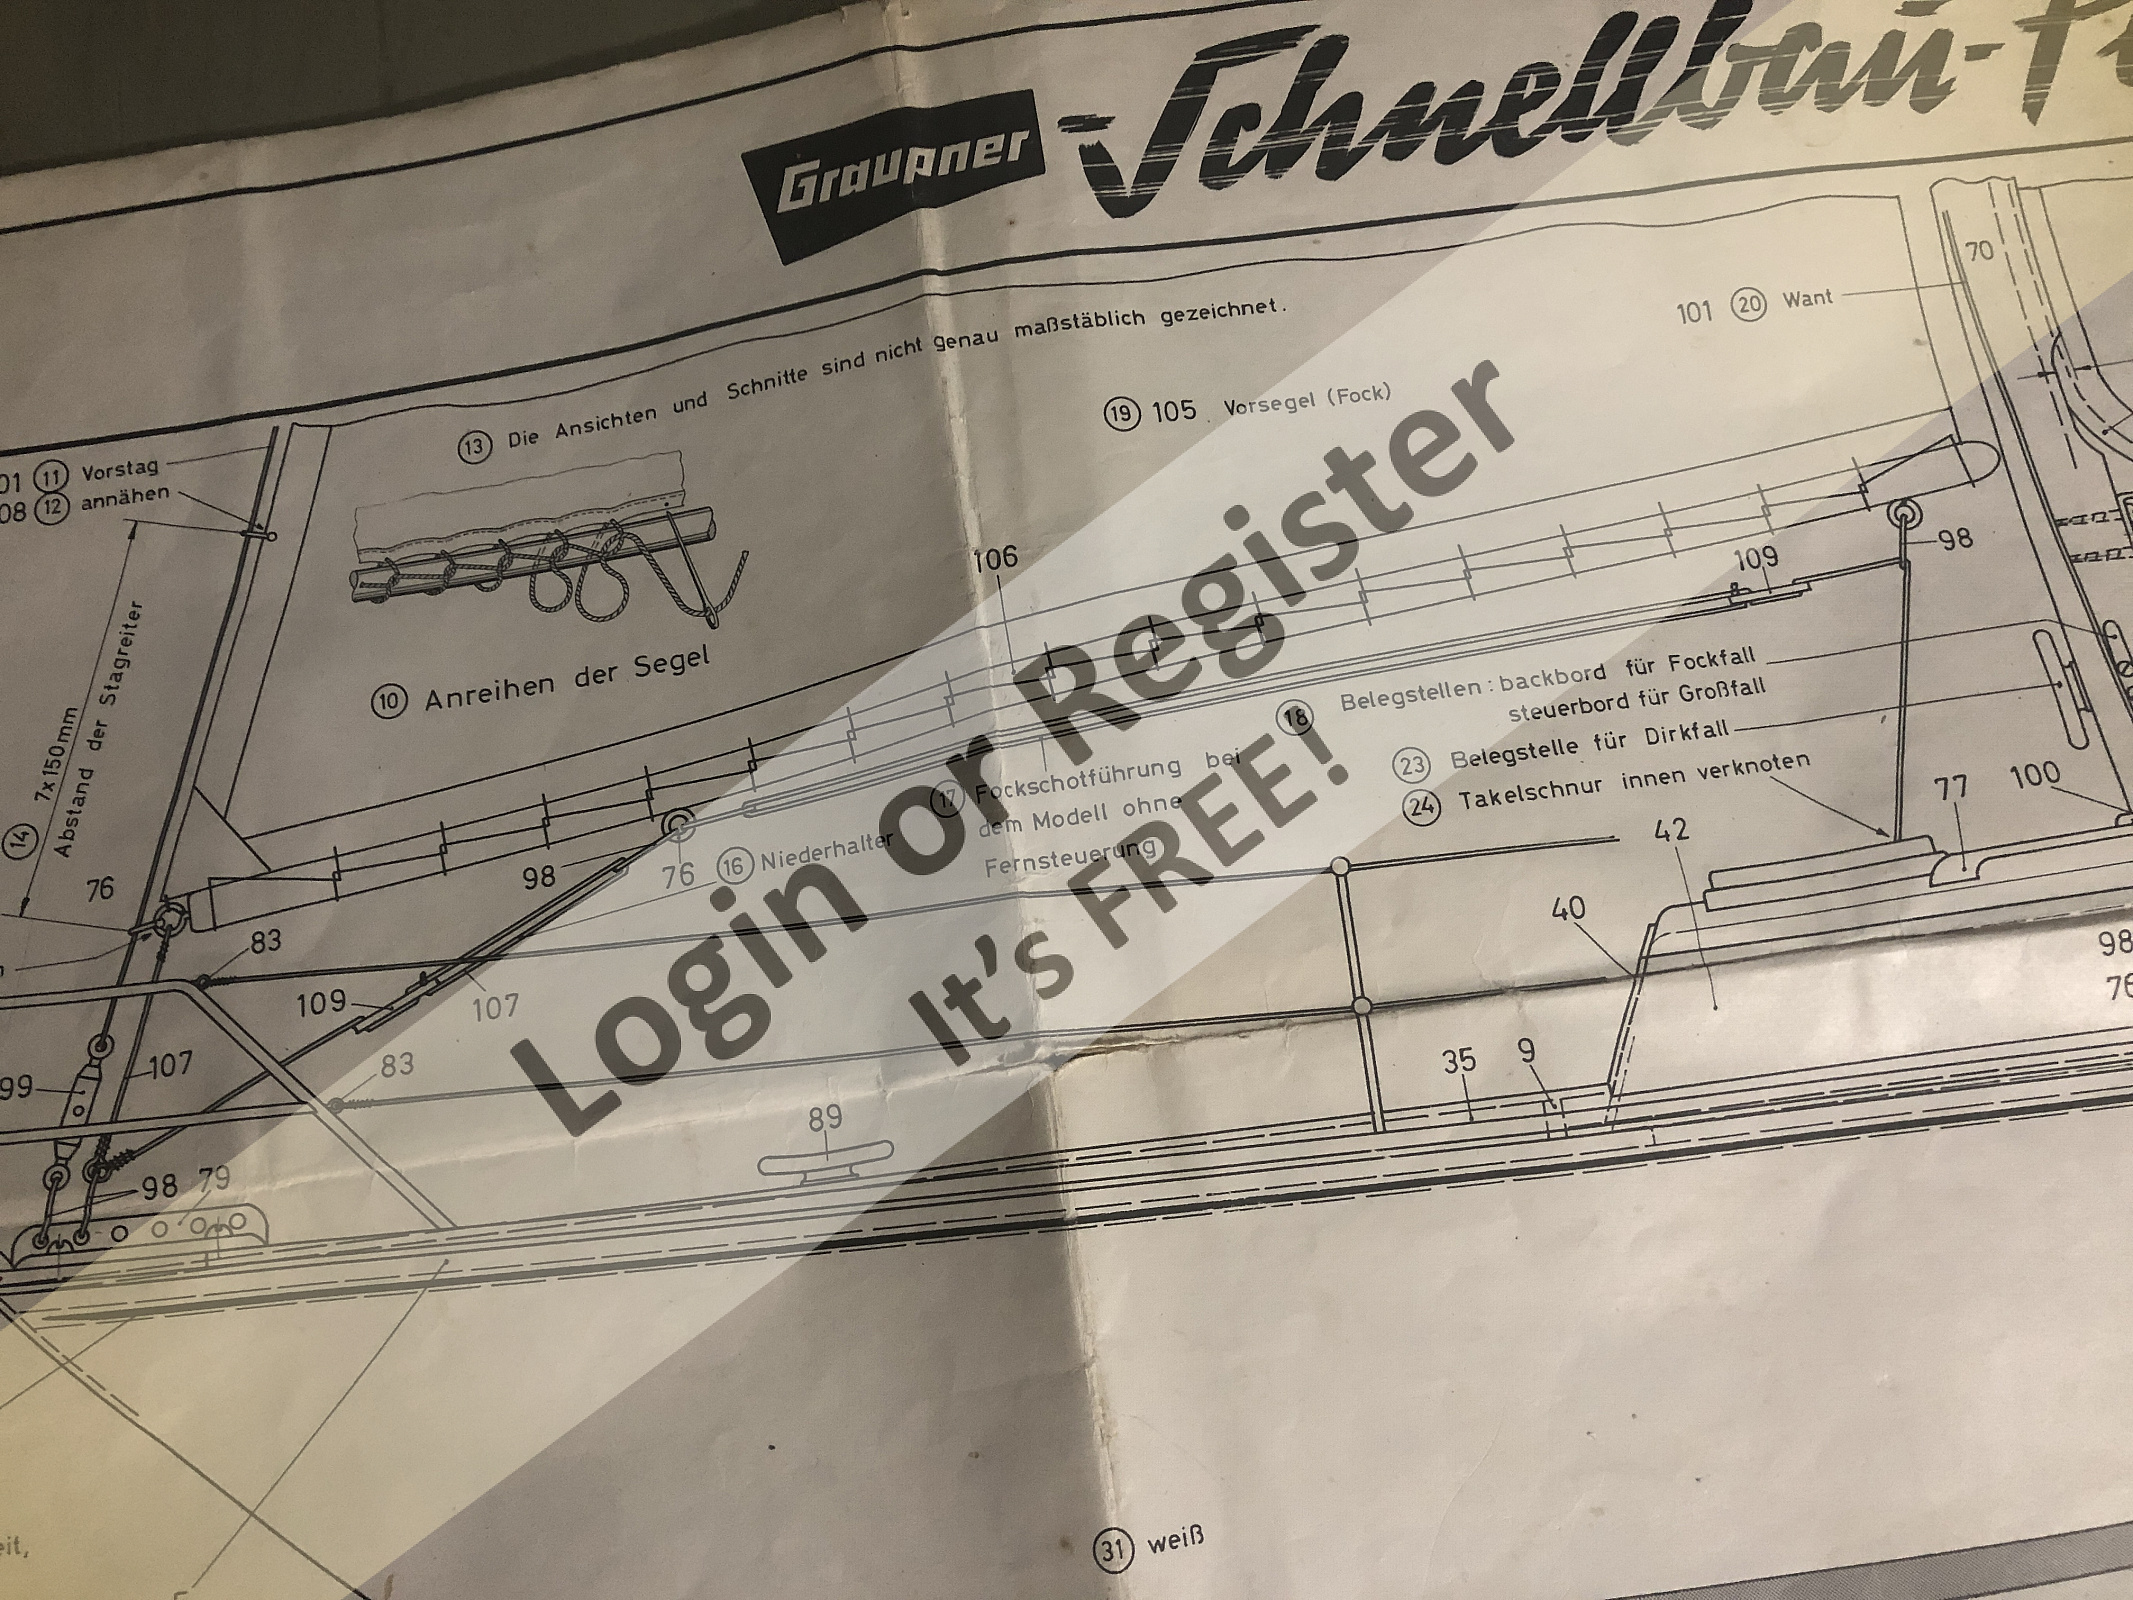 Graupner Schnellbau-
70
101 20 Want
13 Die Ansichten und Schnitte sind nicht genau maßstäblich gezeichnet.
19 105 Vorsegel (Fock)
01 11 Vorstag
08 12 annähen
106
109
98
10 Anreihen der Segel
14 7x150mm
Abstand der Stagreiter
18 Belegstellen: backbord für Fockfall
steuerbord für Großfall
23 Belegstelle für Dirkfall
24 Takelschnur innen verknoten
17 Fockschotführung bei
dem Modell ohne
Fernsteuerung
77
100
42
98
76
16 Niederhalter
76
83
40
98
76
109
107
Login or Register
It's FREE!
99
107
83
35
9
89
98
79
31 weiß
eit,